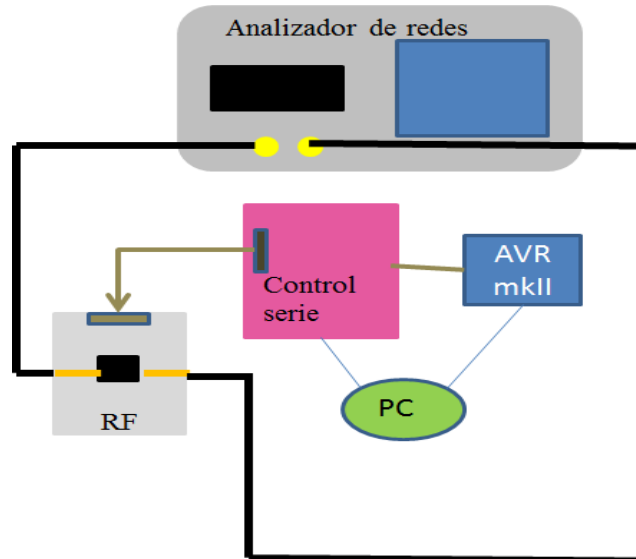 Analizador de redes
AVR
mkII
Control
serie
PC
RF